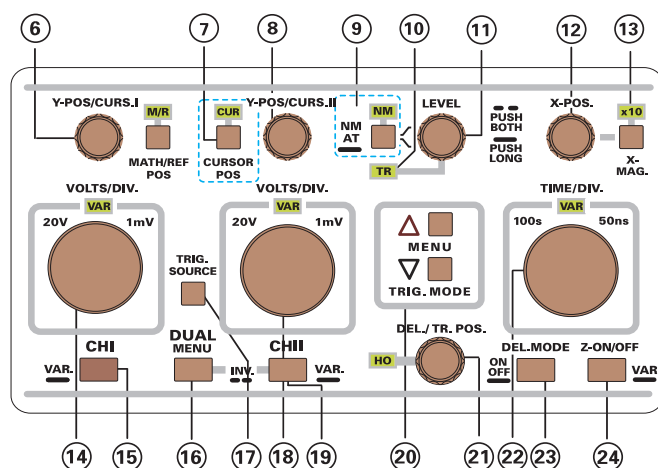 6 7 8 9 10 11 12 13
Y-POS/CURS.I
M/R
MATH/REF
POS
CUR
CURSOR
POS
Y-POS/CURS.II
NM
AT
NM
TR
LEVEL
PUSH
BOTH
PUSH
LONG
X-POS.
x10
X-
MAG.
VOLTS/DIV.
VAR
20V 1mV
TRIG.
SOURCE
VOLTS/DIV.
VAR
20V 1mV
MENU
TRIG. MODE
TIME/DIV.
VAR
100s 50ns
CHI
VAR.
DUAL
MENU
INV.
CHII
VAR.
DEL./ TR. POS.
HO
ON
OFF
DEL.MODE
Z-ON/OFF
VAR
14 15 16 17 18 19 20 21 22 23 24